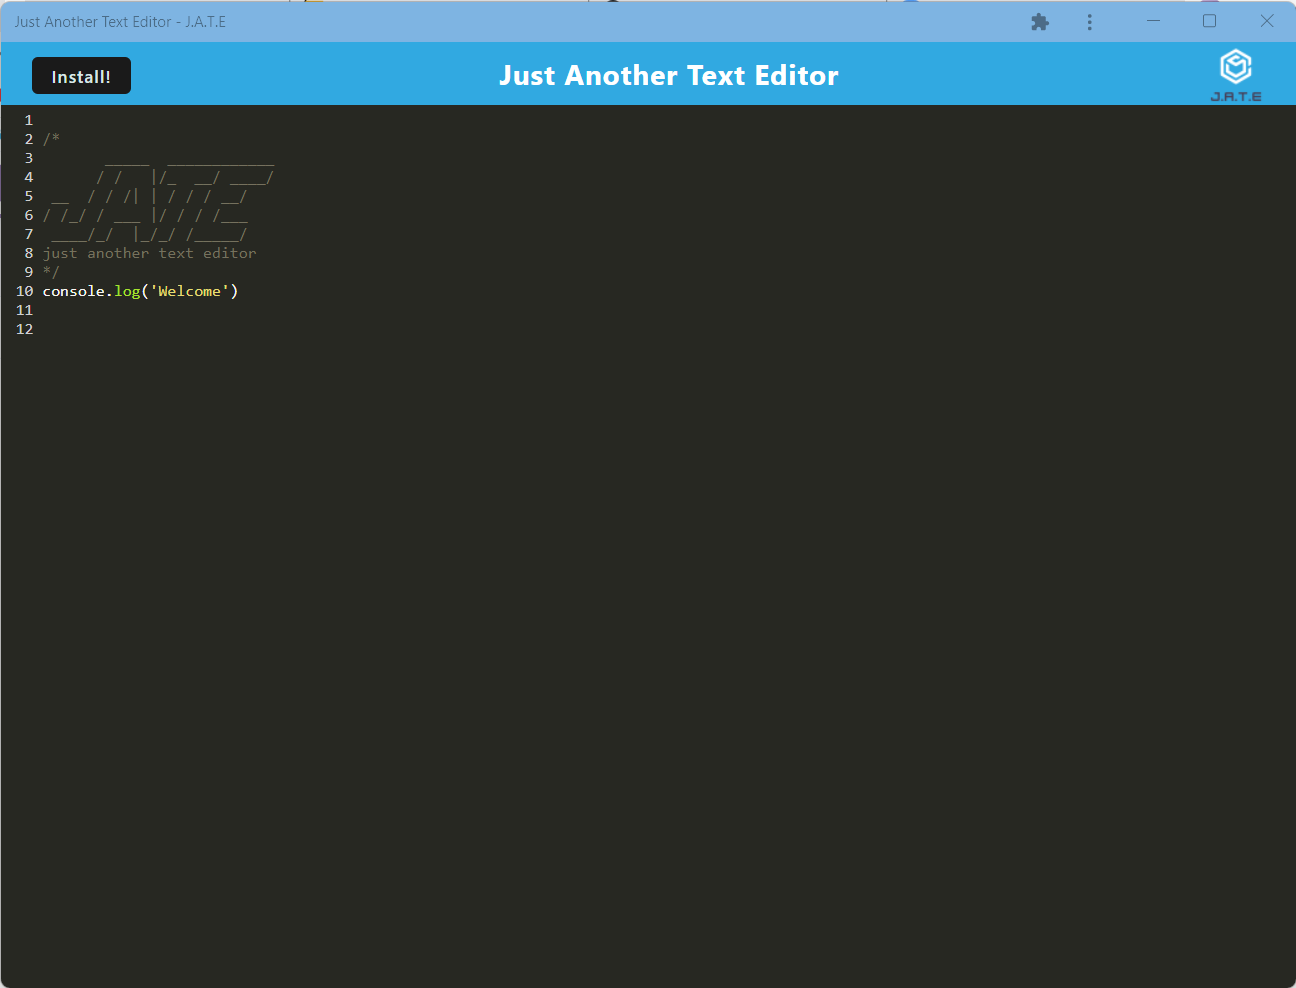 Just Another Text Editor - J.A.T.E
Install!
Just Another Text Editor
J.A.T.E
1
2 /*
3        _____  ____________
4       / /   |/_  __/ ____/
5  __  / / /| | / / / __/
6 / /_/ / ___ |/ / / /___
7  ____/_/  |_/_/ /_____/
8 just another text editor
9 */
10 console.log('Welcome')
11
12